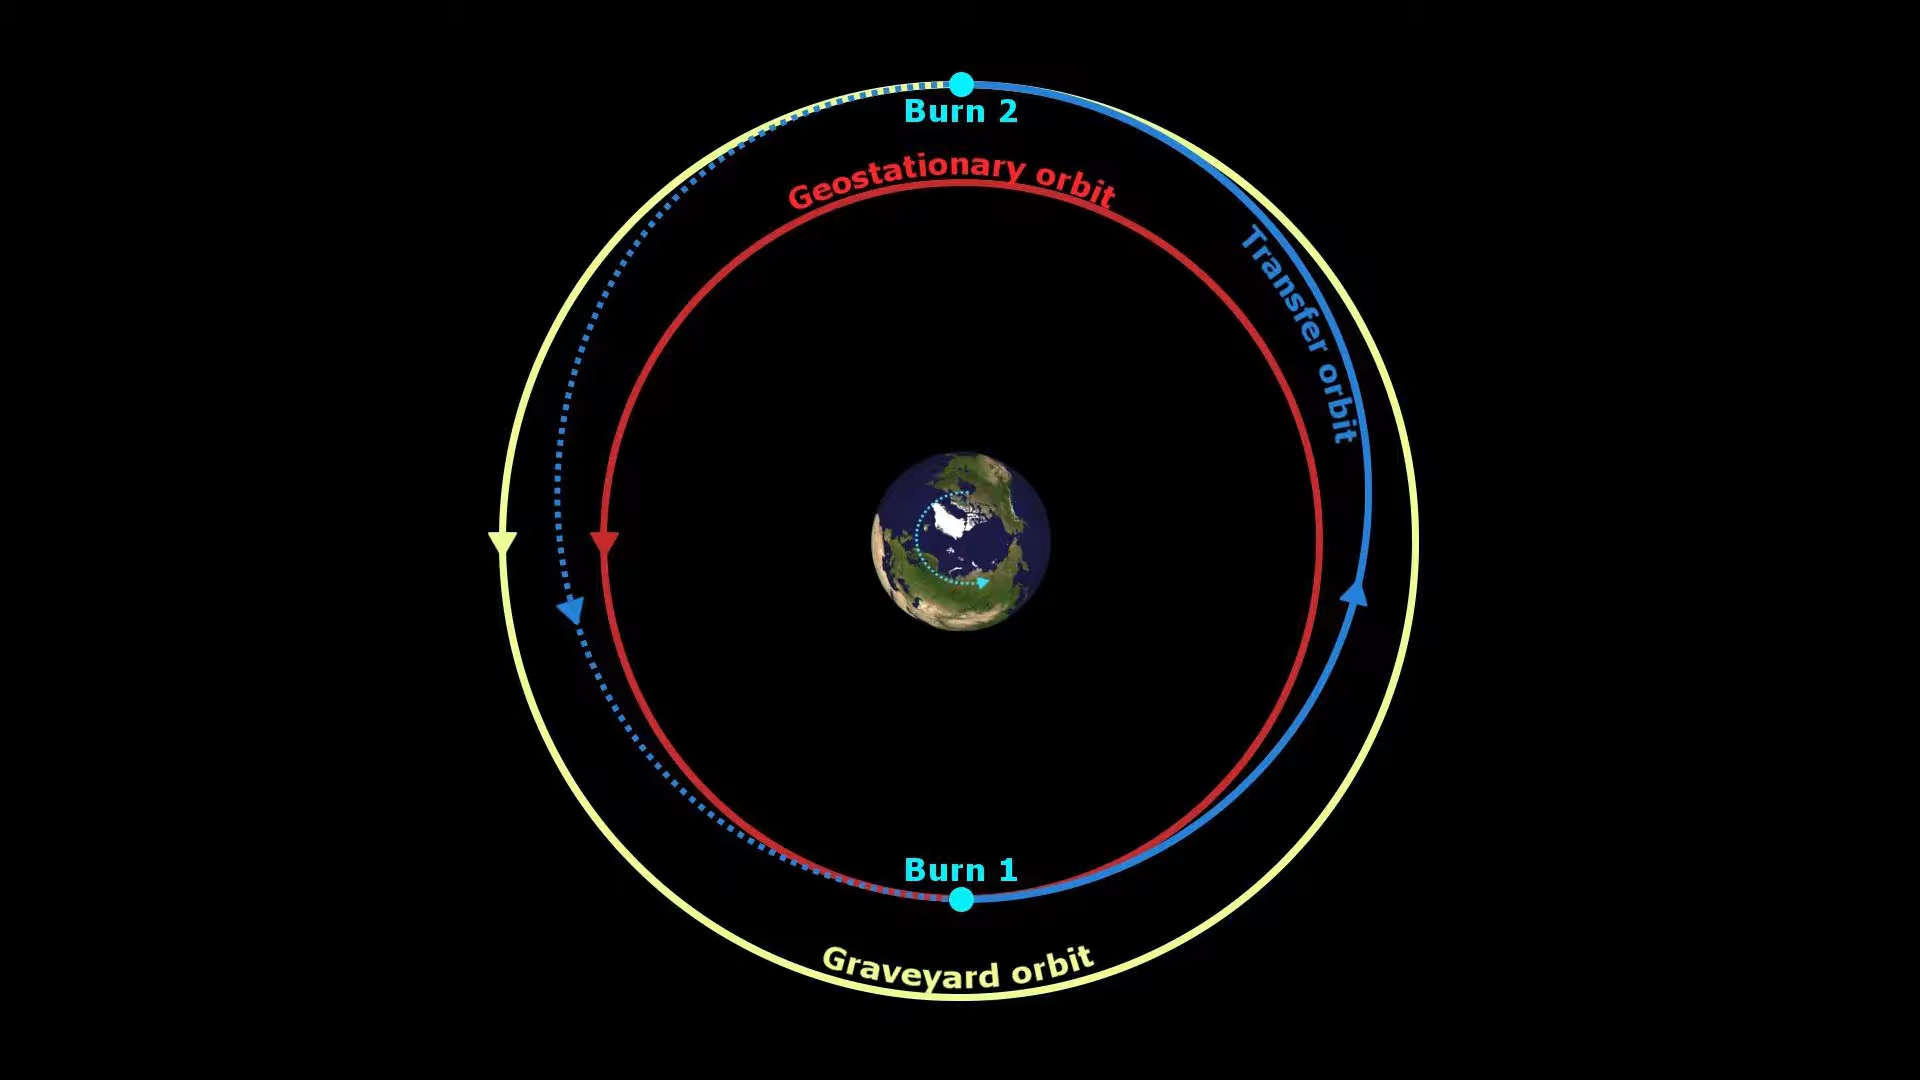 Burn 2
Geostationary orbit
Transfer orbit
Burn 1
Graveyard orbit